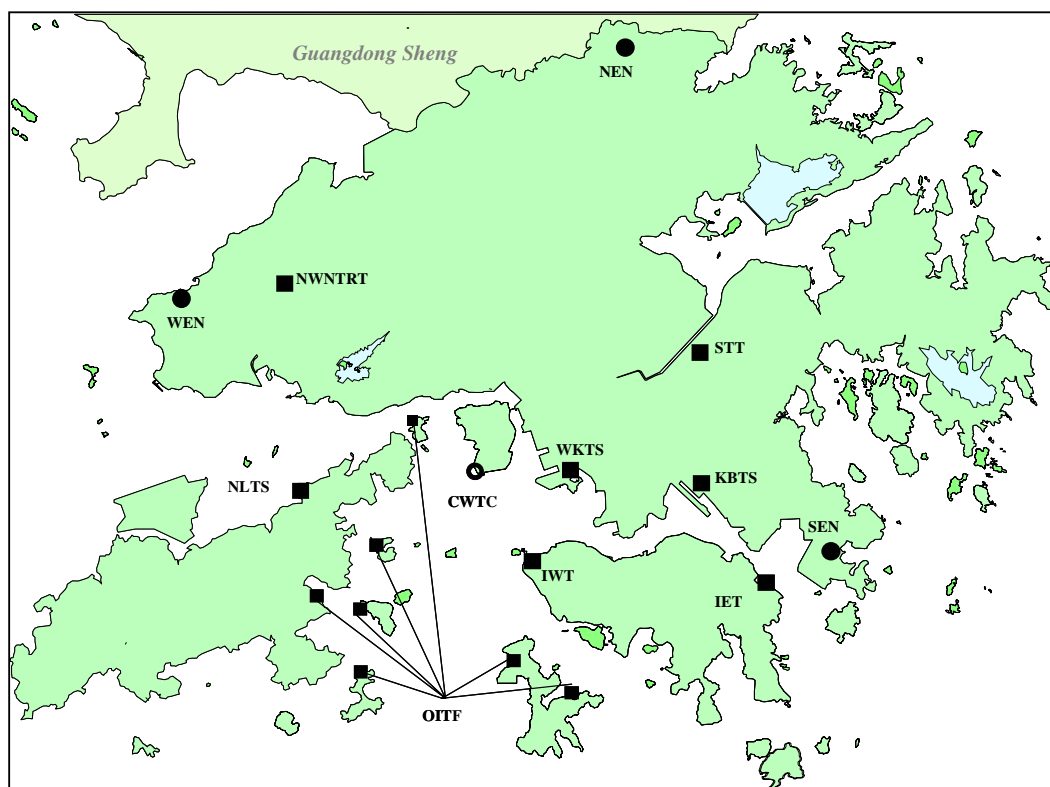 Guangdong Sheng
NEN
NWNTRT
WEN
STT
WKTS
KBTS
NLTS
CWTC
SEN
IWT
IET
OITF